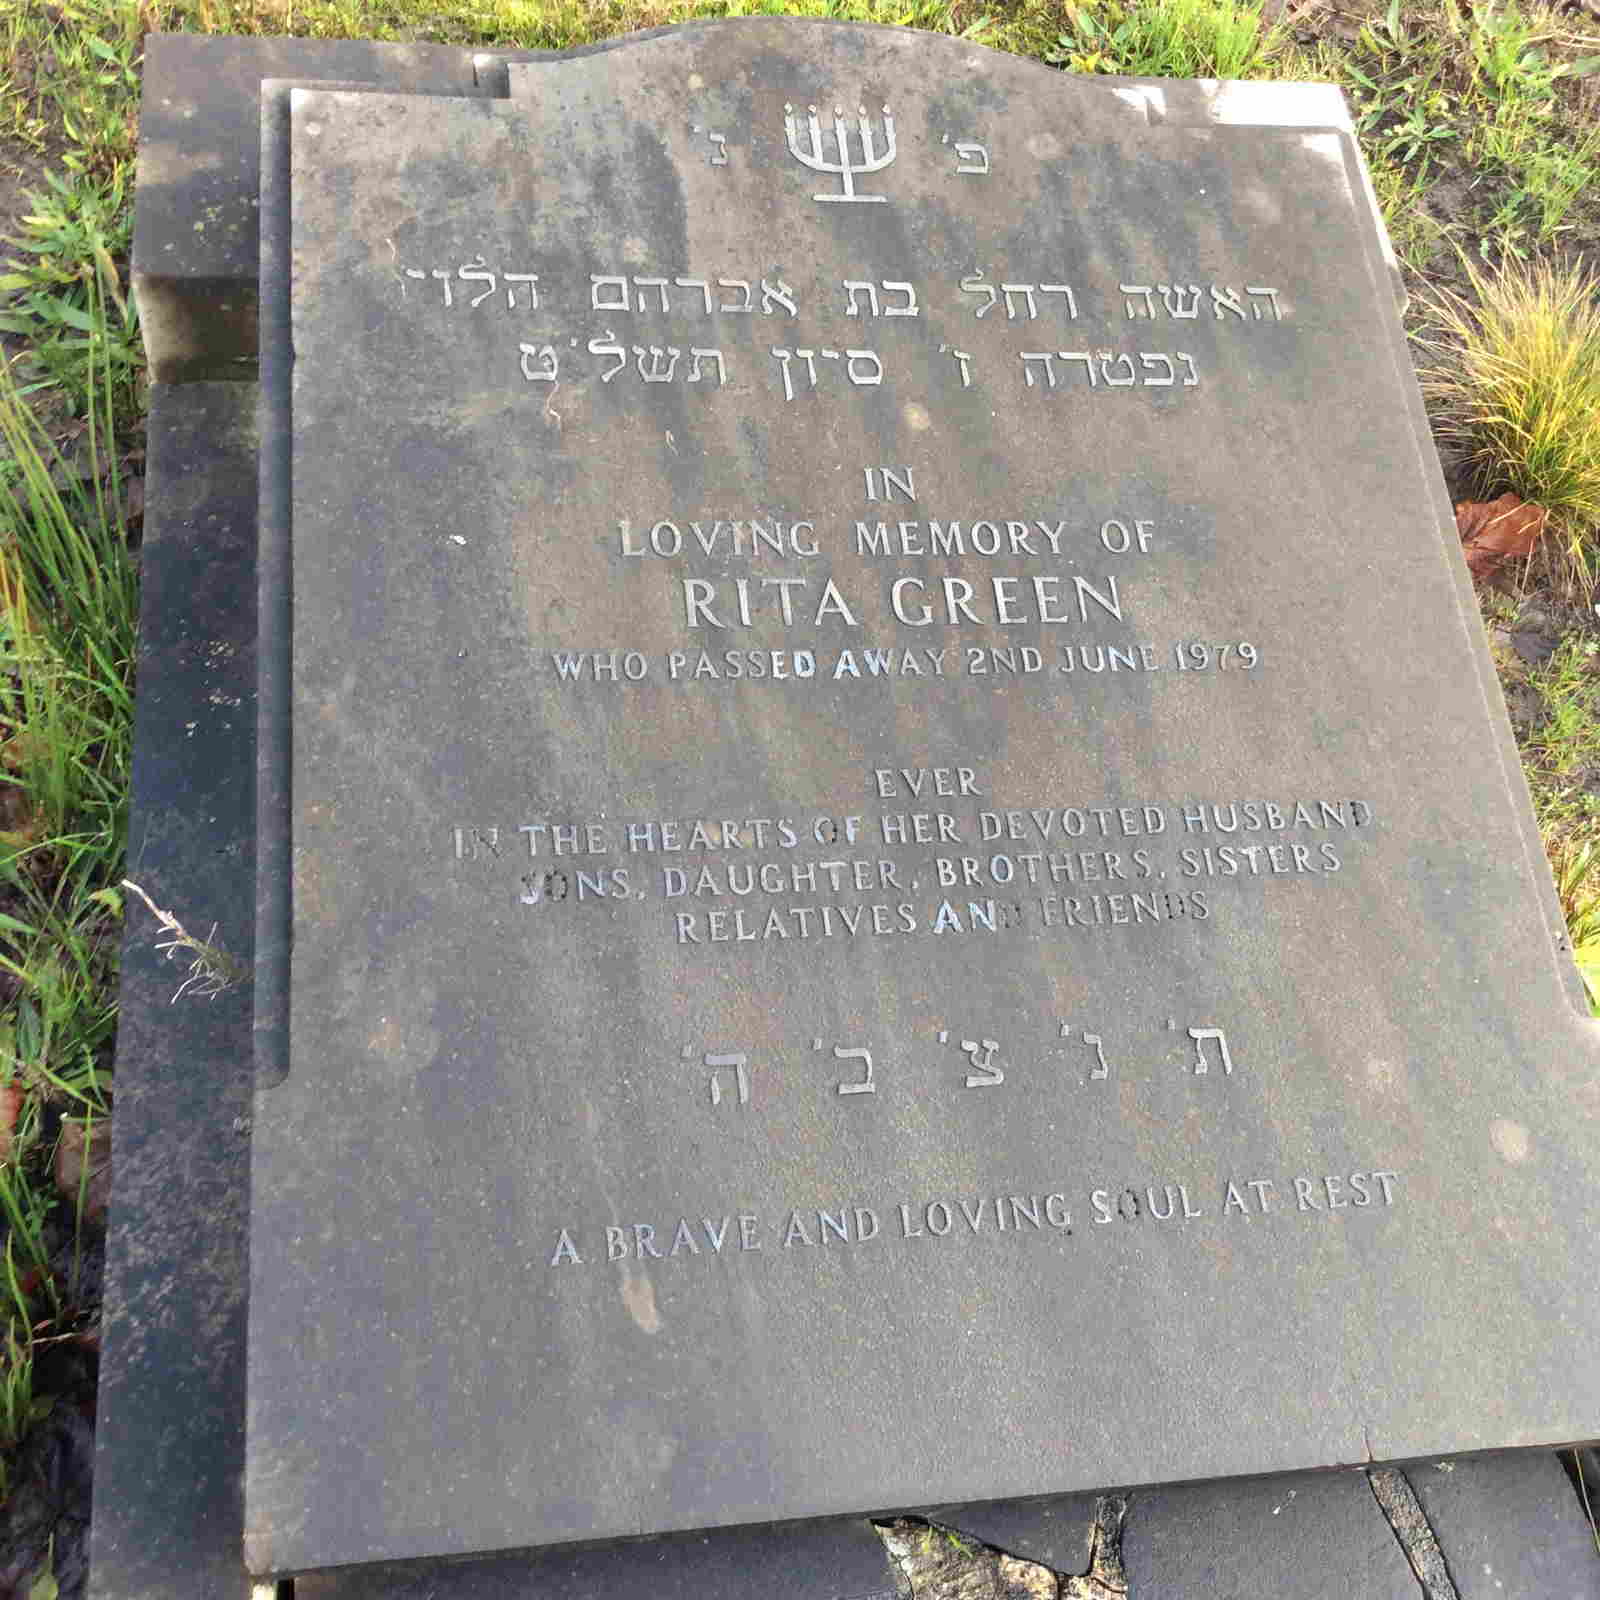 פ׳ נ׳
האשה רחל בת אברהם הלוי
נפטרה ז׳ סיון תשל׳ט
IN
LOVING MEMORY OF
RITA GREEN
WHO PASSED AWAY 2ND JUNE 1979
EVER
IN THE HEARTS OF HER DEVOTED HUSBAND
SONS, DAUGHTER, BROTHERS, SISTERS
RELATIVES AND FRIENDS
ת׳ נ׳ צ׳ ב׳ ה׳
A BRAVE AND LOVING SOUL AT REST